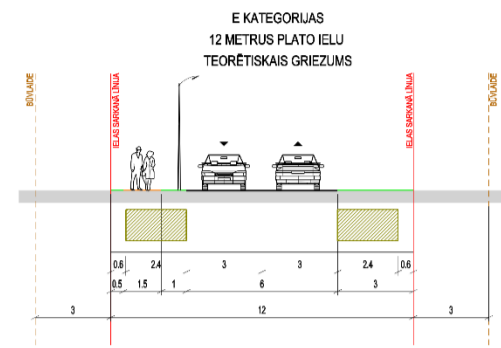 E KATEGORIJAS
12 METRUS PLATO IELU
TEORĒTISKAIS GRIEZUMS
BŪVLAIDE
IELAS SARKANĀ LĪNIJA
IELAS SARKANĀ LĪNIJA
BŪVLAIDE
0.6 2.4 3 3 2.4 0.6
0.5 1.5 1 6 3
3 12 3